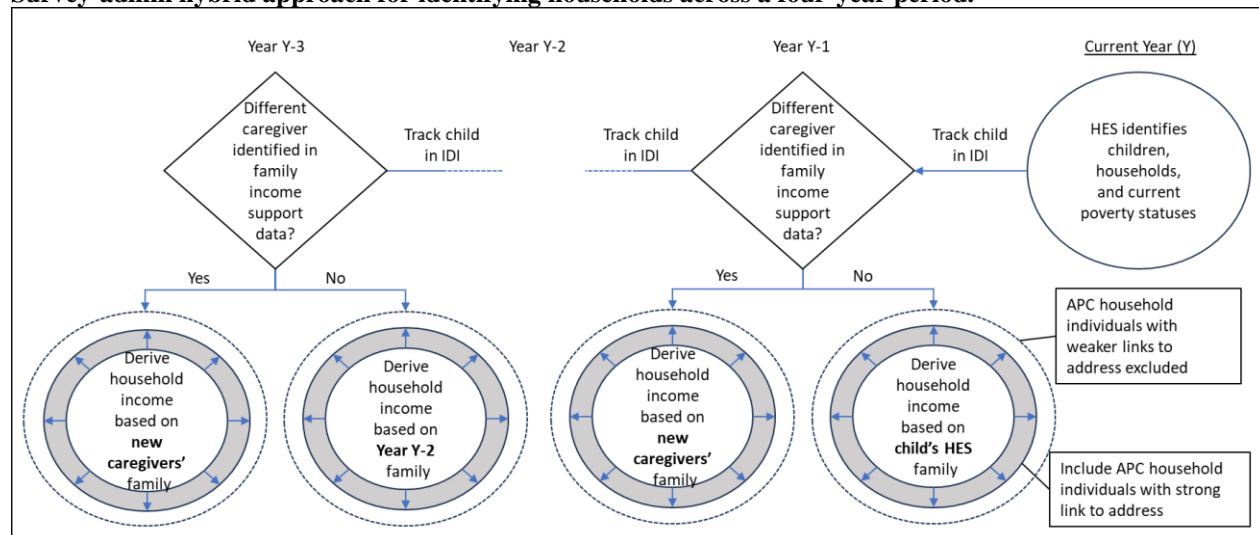 Survey-admin hybrid approach for identifying households across a four-year period.
Year Y-3
Year Y-2
Year Y-1
Current Year (Y)
Different
caregiver
identified in
family
income
support
data?
Track child
in IDI
Track child
in IDI
Different
caregiver
identified in
family
income
support
data?
Track child
in IDI
HES identifies
children,
households,
and current
poverty statuses
Yes
No
Yes
No
Derive
household
income
based on
new
caregivers'
family
Derive
household
income
based on
Year Y-2
family
Derive
household
income
based on
new
caregivers'
family
Derive
household
income
based on
child's HES
family
APC household
individuals with
weaker links to
address excluded
Include APC household
individuals with strong
link to address